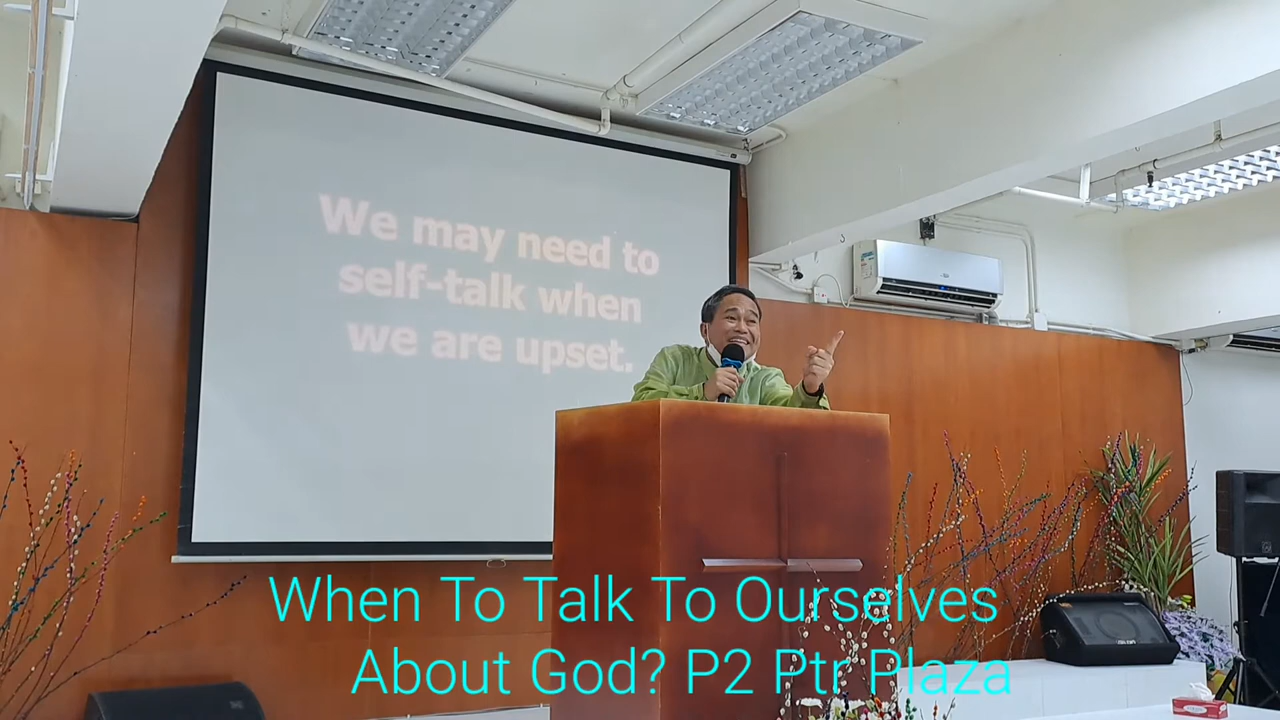 We may need to
self-talk when
we are upset.
When To Talk To Ourselves
About God? P2 Ptr Plaza